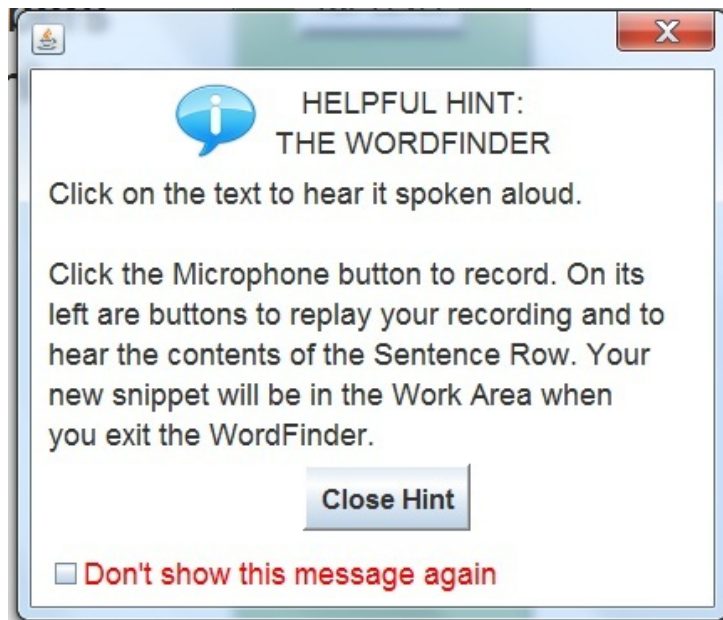 HELPFUL HINT:
THE WORDFINDER
Click on the text to hear it spoken aloud.
Click the Microphone button to record. On its
left are buttons to replay your recording and to
hear the contents of the Sentence Row. Your
new snippet will be in the Work Area when
you exit the WordFinder.
Close Hint
Don't show this message again